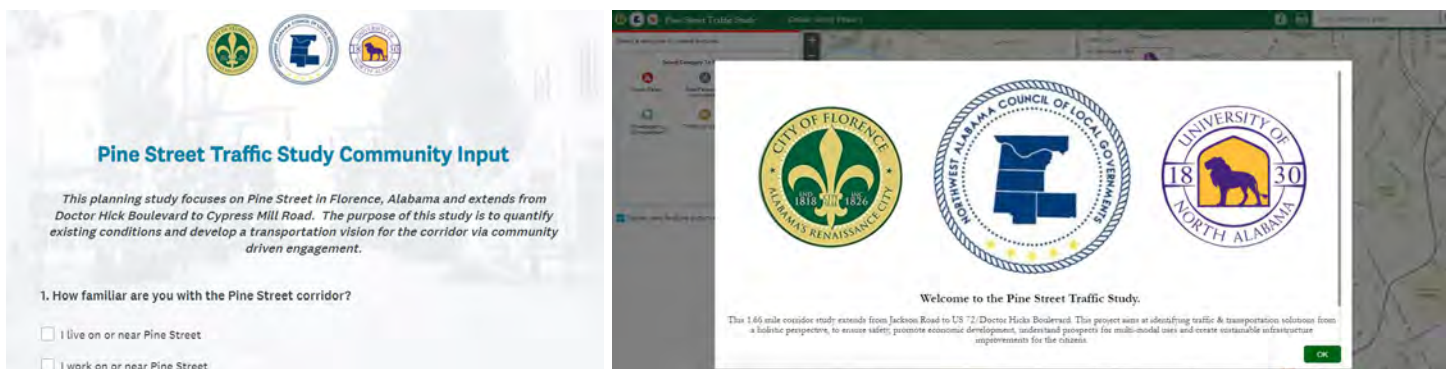 Pine Street Traffic Study Community Input
This planning study focuses on Pine Street in Florence, Alabama and extends from
Doctor Hick Boulevard to Cypress Mill Road. The purpose of this study is to quantify
existing conditions and develop a transportation vision for the corridor via community
driven engagement.
1. How familiar are you with the Pine Street corridor?
I live on or near Pine Street
I work on or near Pine Street
Pine Street Traffic Study
CITY OF FLORENCE
END 1818 INC 1826
ALABAMA'S RENAISSANCE CITY
NORTHWEST ALABAMA COUNCIL OF LOCAL GOVERNMENTS
UNIVERSITY OF
18 30
NORTH ALABAMA
Welcome to the Pine Street Traffic Study.
This 1.66 mile corridor study extends from Jackson Road to US 72/Doctor Hicks Boulevard. This project aims at identifying traffic & transportation solutions from
a holistic perspective, to ensure safety, promote economic development, understand prospects for multi-modal uses and create sustainable infrastructure
improvements for the citizens.
OK